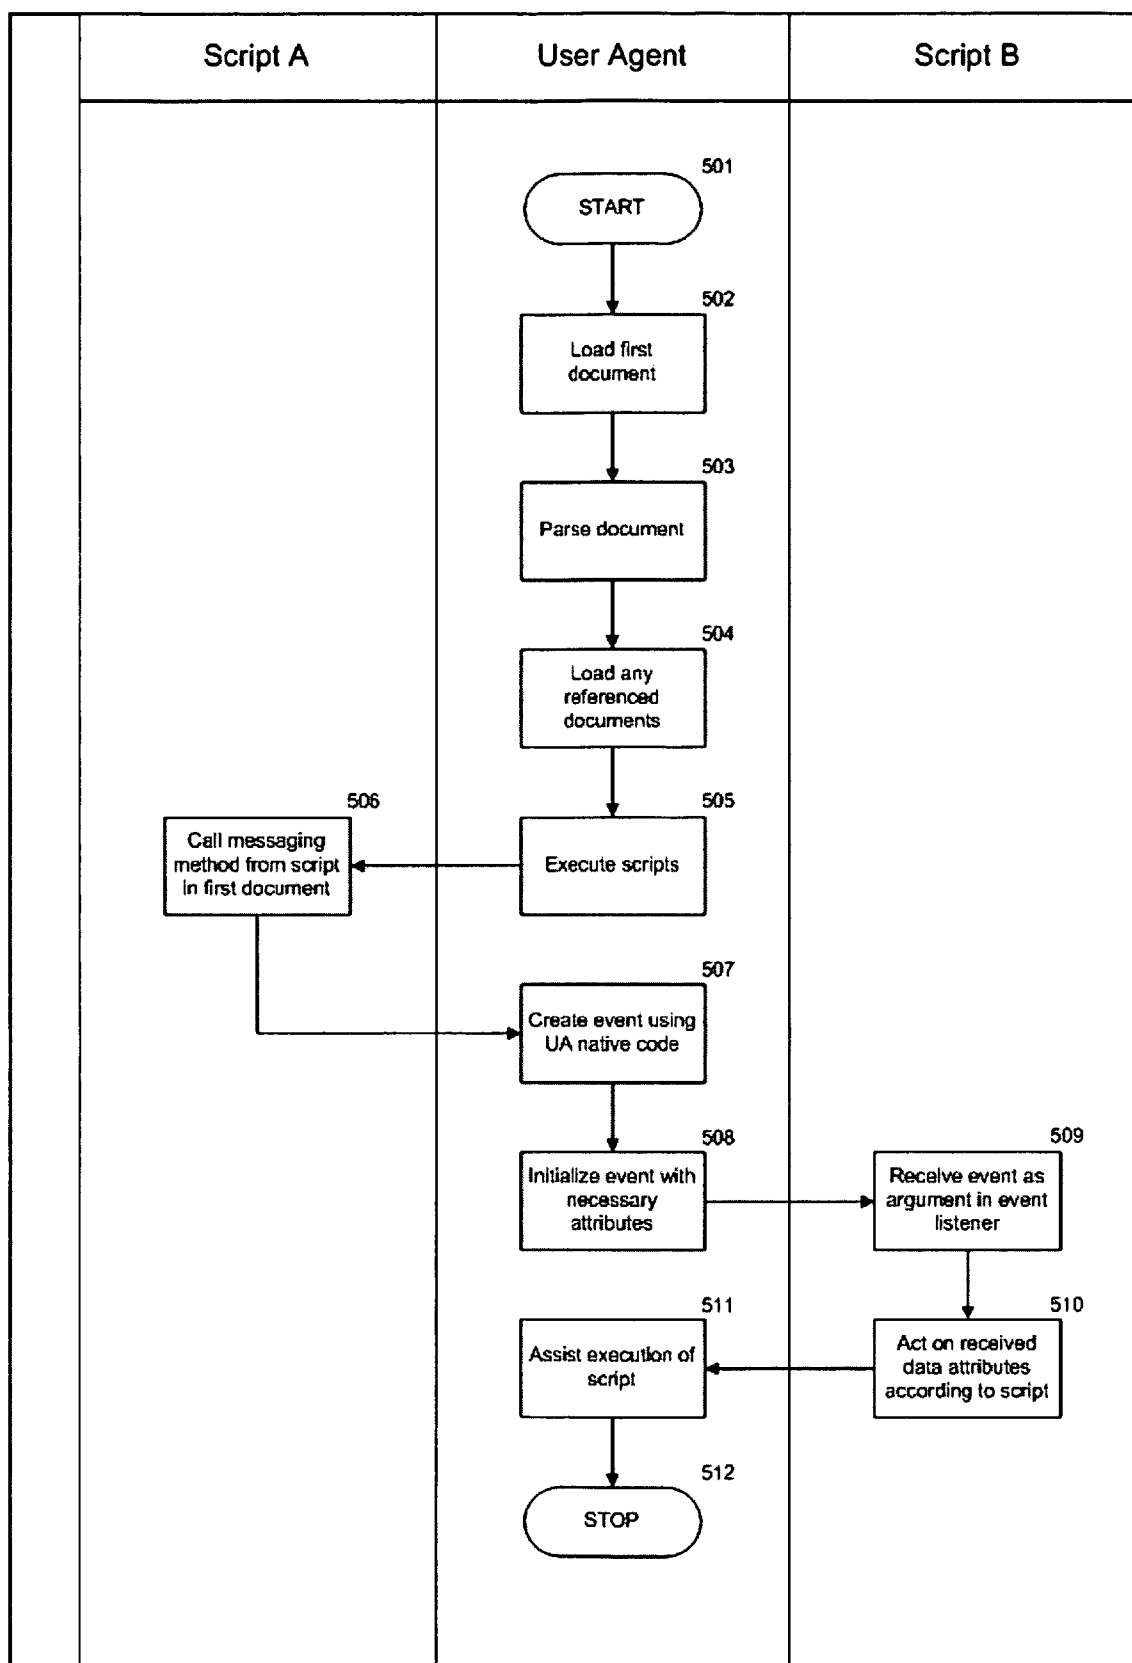 Script A
User Agent
Script B
501
START
502
Load first
document
503
Parse document
504
Load any
referenced
documents
505
Execute scripts
506
Call messaging
method from script
in first document
507
Create event using
UA native code
508
Initialize event with
necessary
attributes
509
Receive event as
argument in event
listener
510
Act on received
data attributes
according to script
511
Assist execution of
script
512
STOP